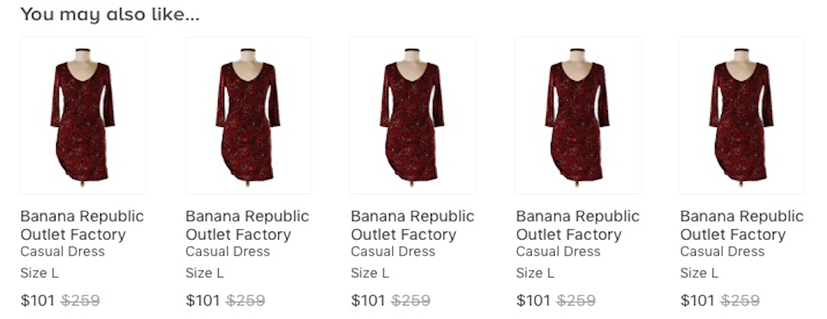 You may also like...
Banana Republic
Outlet Factory
Casual Dress
Size L
$101 $259
Banana Republic
Outlet Factory
Casual Dress
Size L
$101 $259
Banana Republic
Outlet Factory
Casual Dress
Size L
$101 $259
Banana Republic
Outlet Factory
Casual Dress
Size L
$101 $259
Banana Republic
Outlet Factory
Casual Dress
Size L
$101 $259